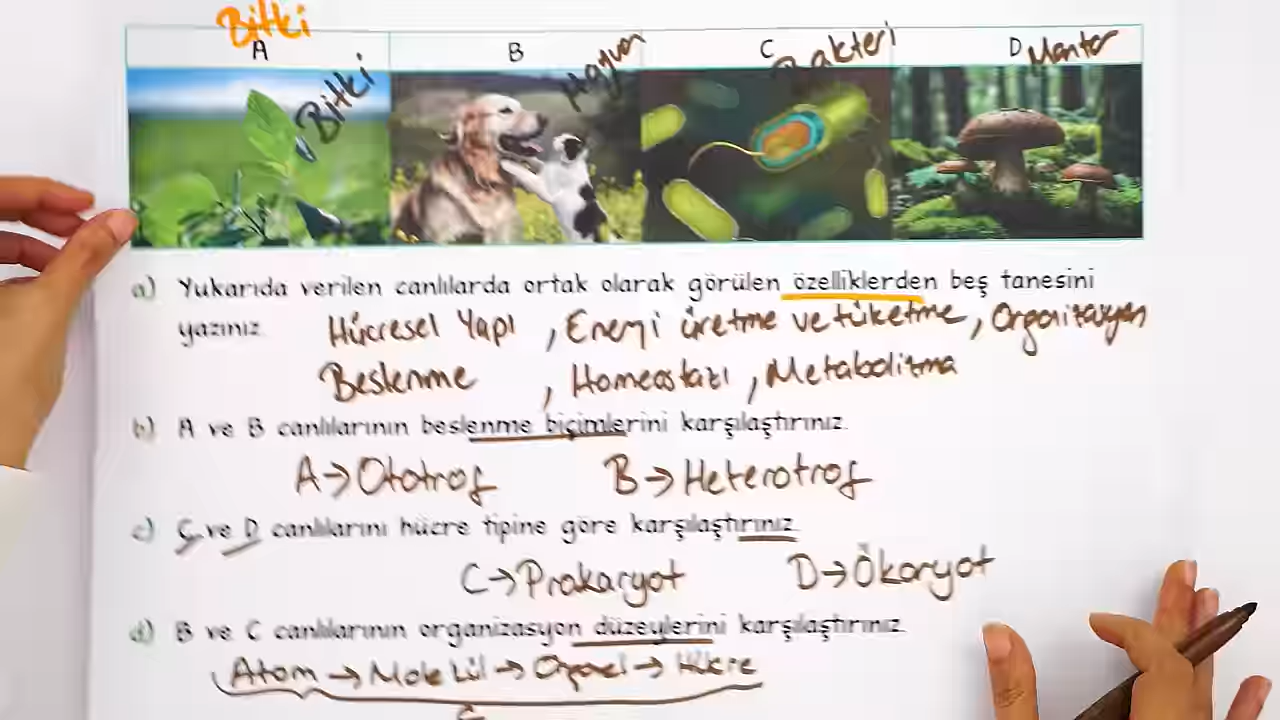 Bitki
A B C Bakteri D Mantar
Bitki Hayvan
a) Yukarıda verilen canlılarda ortak olarak görülen özelliklerden beş tanesini
yazınız. Hücresel Yapı , Enerji üretme ve tüketme, Organizasyon
Beslenme , Homeostazi , Metabolizma
b) A ve B canlılarının beslenme biçimlerini karşılaştırınız.
A→Ototrof B→Heterotrof
c) C ve D canlılarını hücre tipine göre karşılaştırınız.
C→Prokaryot D→Ökaryot
d) B ve C canlılarının organizasyon düzeylerini karşılaştırınız.
Atom → Molekül → Organel → Hücre
C